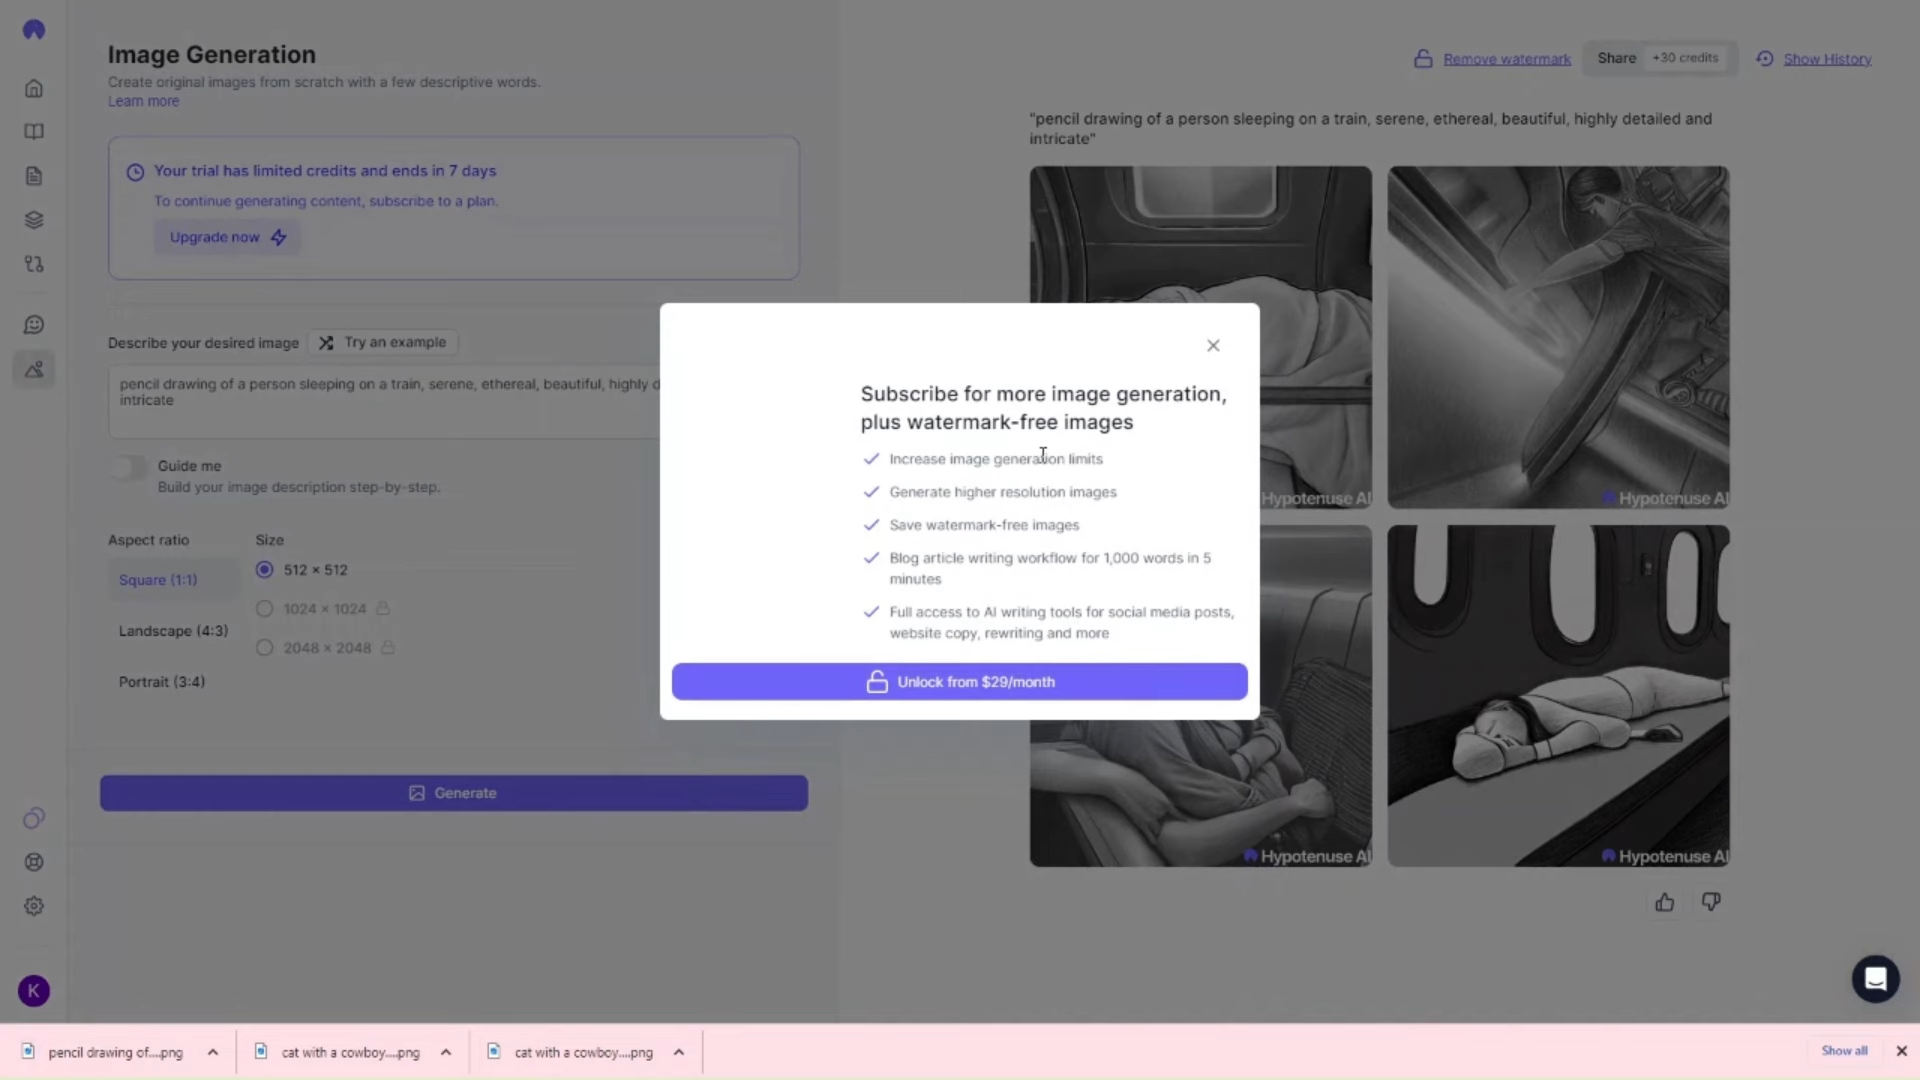 Image Generation
Create original images from scratch with a few descriptive words.
Learn more
Your trial has limited credits and ends in 7 days
To continue generating content, subscribe to a plan.
Upgrade now
Describe your desired image
Try an example
pencil drawing of a person sleeping on a train, serene, ethereal, beautiful, highly d
intricate
Guide me
Build your image description step-by-step.
Aspect ratio
Size
Square (1:1)
512 × 512
1024 × 1024
Landscape (4:3)
2048 × 2048
Portrait (3:4)
Generate
K
Remove watermark
Share
+30 credits
Show History
"pencil drawing of a person sleeping on a train, serene, ethereal, beautiful, highly detailed and
intricate"
Hypotenuse AI
Hypotenuse AI
Hypotenuse AI
Hypotenuse AI
Subscribe for more image generation,
plus watermark-free images
Increase image generation limits
Generate higher resolution images
Save watermark-free images
Blog article writing workflow for 1,000 words in 5
minutes
Full access to AI writing tools for social media posts,
website copy, rewriting and more
Unlock from $29/month
pencil drawing of....png
cat with a cowboy....png
cat with a cowboy....png
Show all